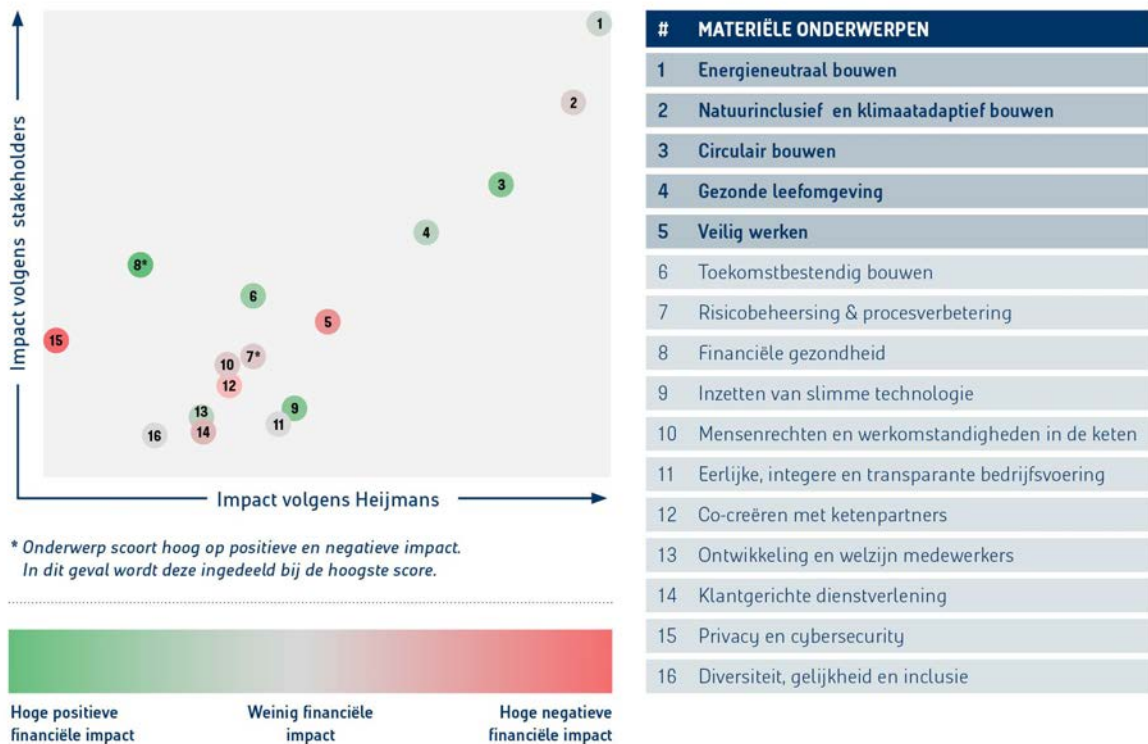 Impact volgens stakeholders
1
2
3
4
8*
6
5
15
7*
10
12
9
13
11
14
16
Impact volgens Heijmans
* Onderwerp scoort hoog op positieve en negatieve impact.
In dit geval wordt deze ingedeeld bij de hoogste score.
Hoge positieve
financiële impact
Weinig financiële
impact
Hoge negatieve
financiële impact
# MATERIËLE ONDERWERPEN
1 Energieneutraal bouwen
2 Natuurinclusief en klimaatadaptief bouwen
3 Circulair bouwen
4 Gezonde leefomgeving
5 Veilig werken
6 Toekomstbestendig bouwen
7 Risicobeheersing & procesverbetering
8 Financiële gezondheid
9 Inzetten van slimme technologie
10 Mensenrechten en werkomstandigheden in de keten
11 Eerlijke, integere en transparante bedrijfsvoering
12 Co-creëren met ketenpartners
13 Ontwikkeling en welzijn medewerkers
14 Klantgerichte dienstverlening
15 Privacy en cybersecurity
16 Diversiteit, gelijkheid en inclusie